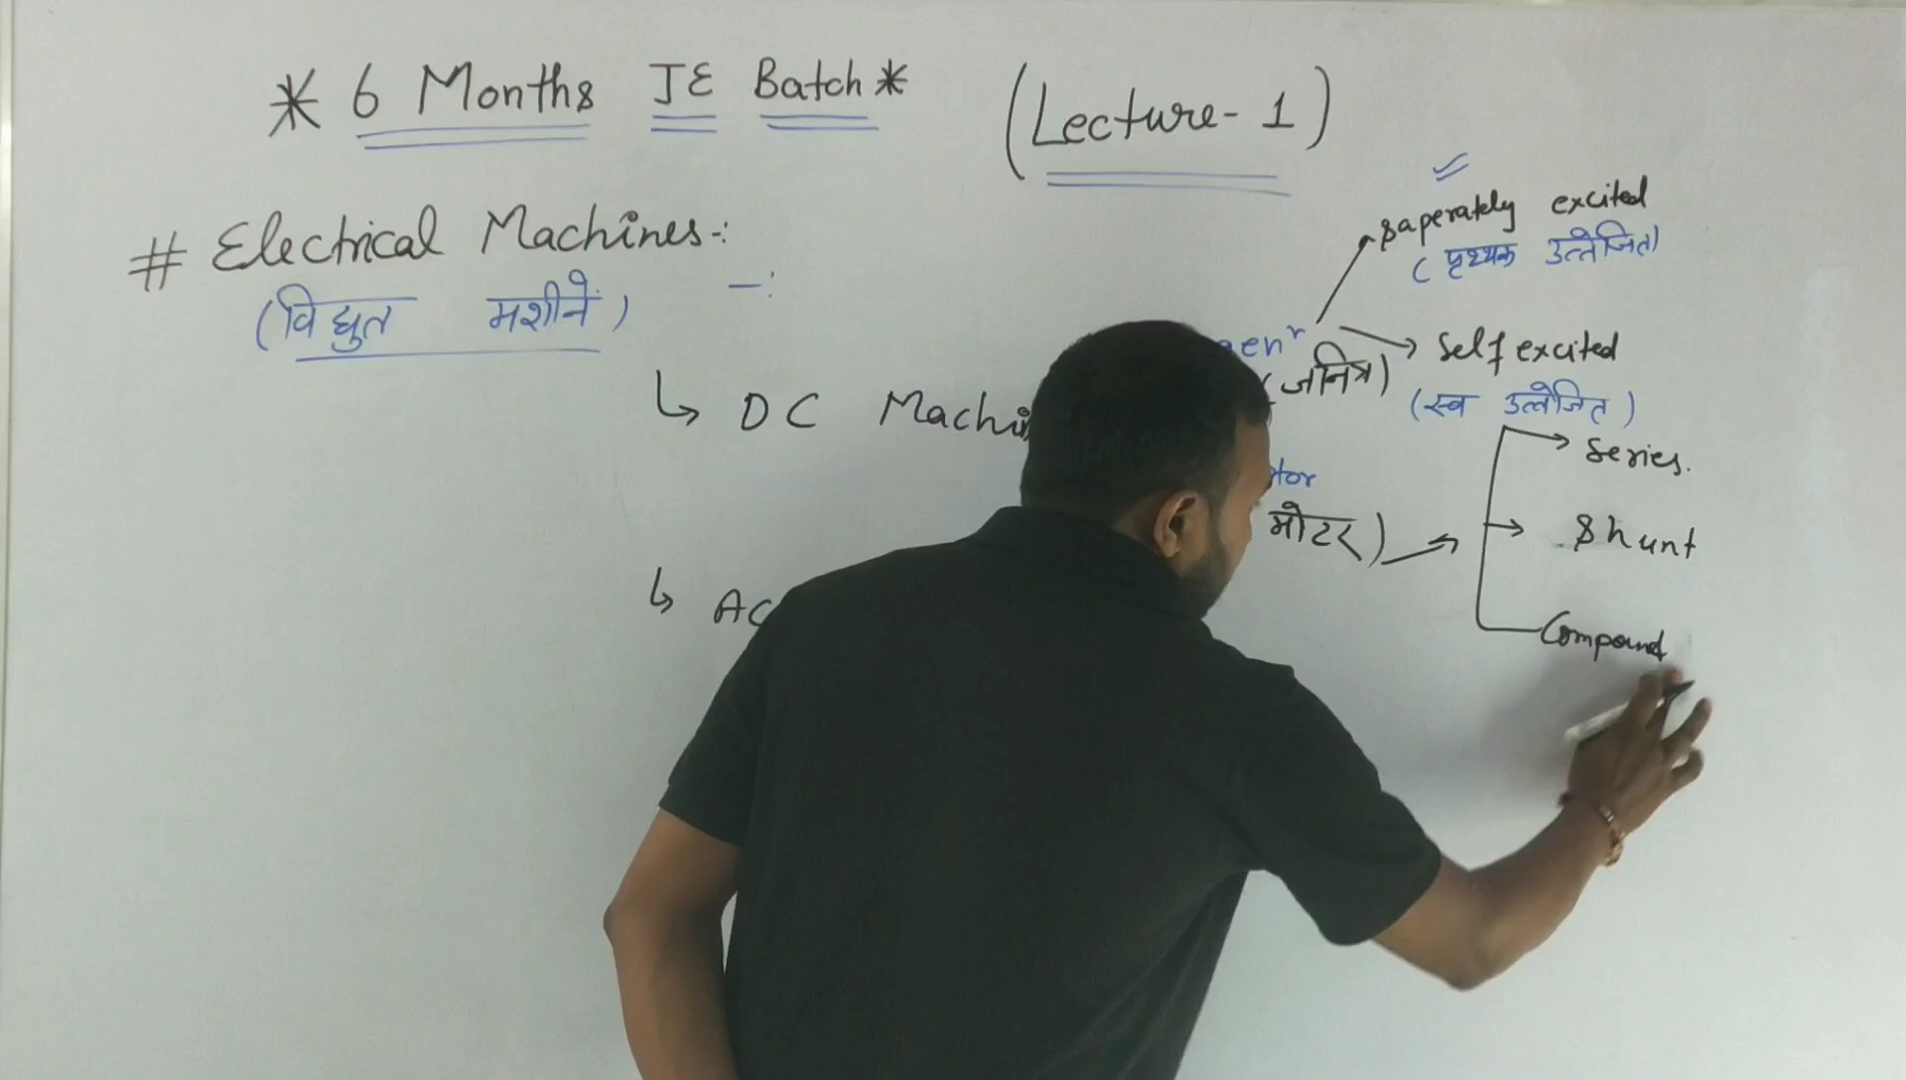 * 6 Months JE Batch *
(Lecture-1)
# Electrical Machines-:
(विद्युत मशीनें) -:
saperately excited
(पृथ्थक उत्तेजित)
self excited
(स्व उत्तेजित)
(जनित्र)
DC
series.
मोटर)
shunt
AC
Compound